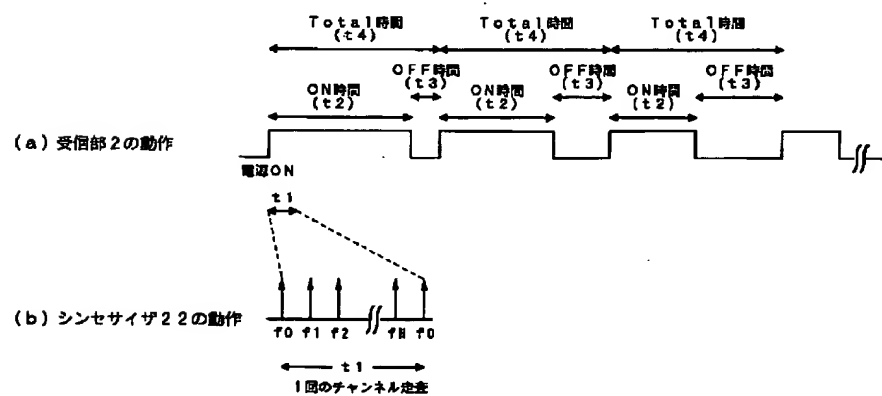 Total時間 Total時間 Total時間
(t4) (t4) (t4)
OFF時間 OFF時間 OFF時間
ON時間 (t3) ON時間 (t3) ON時間 (t3)
(t2) (t2) (t2)
(a) 受信部2の動作
電源ON
t1
(b) シンセサイザ22の動作
f0 f1 f2 fN f0
t1
1回のチャンネル走査